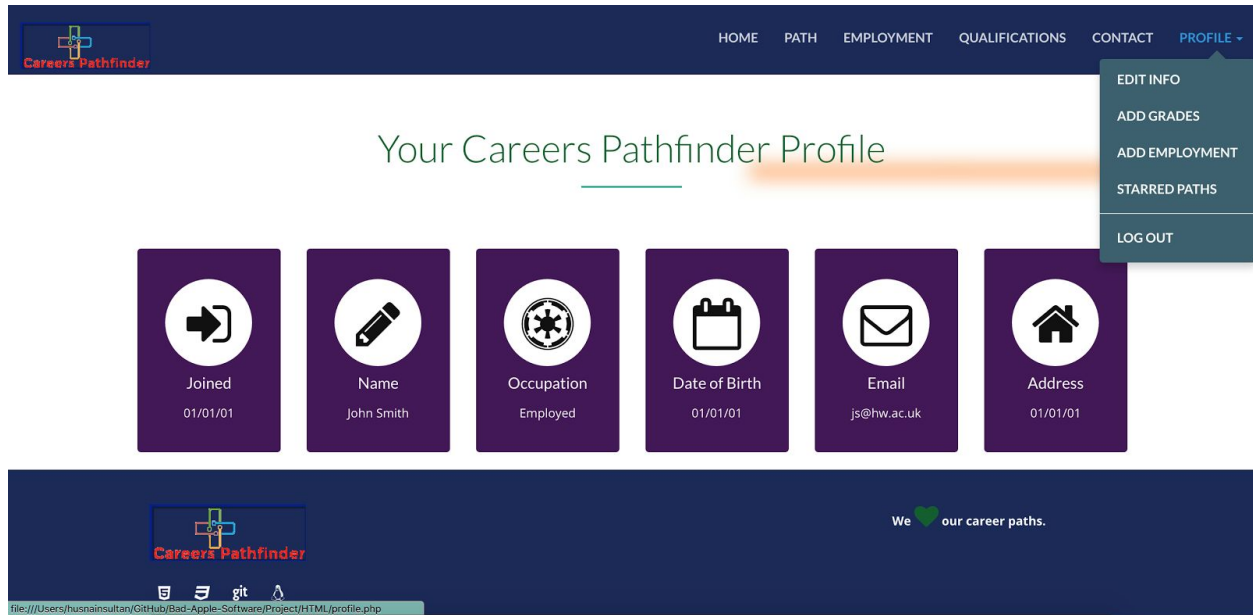 Careers Pathfinder
HOME PATH EMPLOYMENT QUALIFICATIONS CONTACT PROFILE
EDIT INFO
ADD GRADES
ADD EMPLOYMENT
STARRED PATHS
LOG OUT
Your Careers Pathfinder Profile
Joined
01/01/01
Name
John Smith
Occupation
Employed
Date of Birth
01/01/01
Email
js@hw.ac.uk
Address
01/01/01
Careers Pathfinder
git
We our career paths.
file:///Users/husnainsultan/GitHub/Bad-Apple-Software/Project/HTML/profile.php